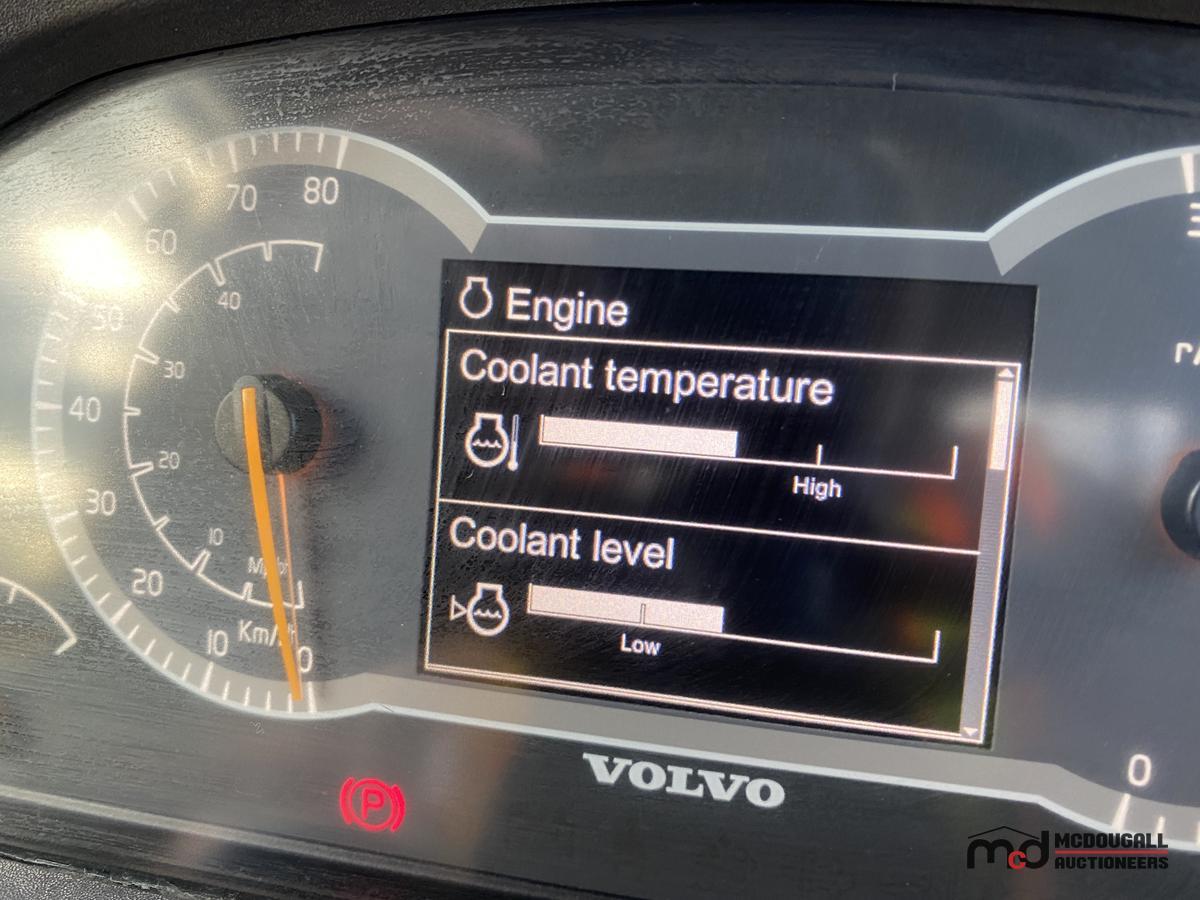 70 80
60
50
40
30
20
10
0
40
30
20
10
Km/h
Engine
Coolant temperature
High
Coolant level
Low
VOLVO
P
0
mcd MCDOUGALL
AUCTIONEERS